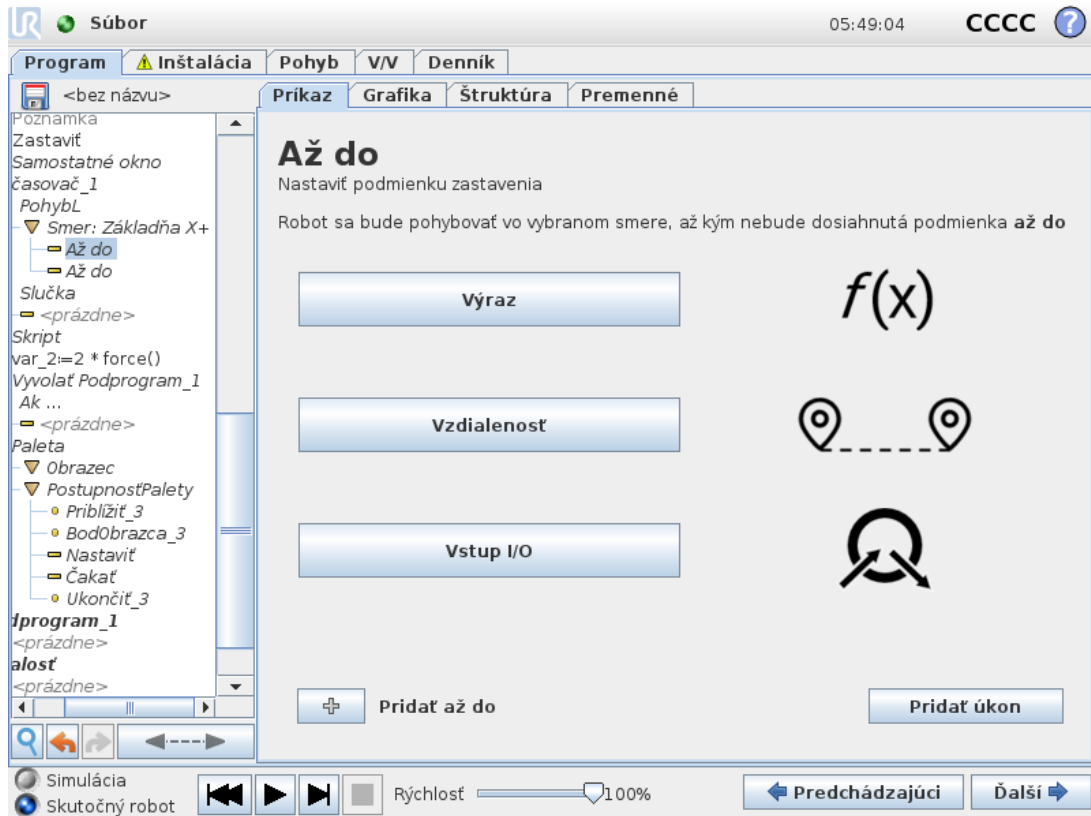 UR Súbor 05:49:04 CCCC ?
Program Inštalácia Pohyb V/V Denník
<bez názvu> Príkaz Grafika Štruktúra Premenné
Poznámka
Zastaviť
Samostatné okno
časovač_1
PohybL
Smer: Základňa X+
Až do
Až do
Slučka
<prázdne>
Skript
var_2:=2 * force()
Vyvolať Podprogram_1
Ak ...
<prázdne>
Paleta
Obrazec
PostupnosťPalety
Priblížiť_3
BodObrazca_3
Nastaviť
Čakať
Ukončiť_3
dprogram_1
<prázdne>
alosť
<prázdne>
Až do
Nastaviť podmienku zastavenia
Robot sa bude pohybovať vo vybranom smere, až kým nebude dosiahnutá podmienka až do
Výraz f(x)
Vzdialenosť
Vstup I/O
Pridať až do Pridať úkon
Simulácia
Skutočný robot
Rýchlosť 100% Predchádzajúci Ďalší